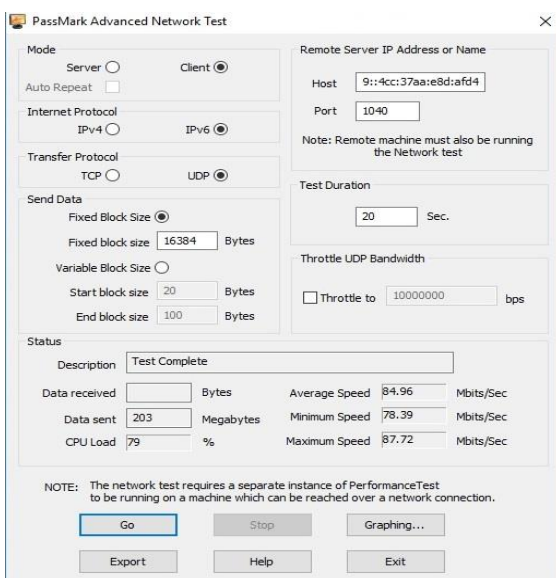 PassMark Advanced Network Test
Mode
Server Client
Auto Repeat
Internet Protocol
IPv4 IPv6
Transfer Protocol
TCP UDP
Send Data
Fixed Block Size
Fixed block size 16384 Bytes
Variable Block Size
Start block size 20 Bytes
End block size 100 Bytes
Remote Server IP Address or Name
Host 9::4cc:37aa:e8d:afd4
Port 1040
Note: Remote machine must also be running
the Network test
Test Duration
20 Sec.
Throttle UDP Bandwidth
Throttle to 10000000 bps
Status
Description Test Complete
Data received Bytes Average Speed 84.96 Mbits/Sec
Data sent 203 Megabytes Minimum Speed 78.39 Mbits/Sec
CPU Load 79 % Maximum Speed 87.72 Mbits/Sec
NOTE: The network test requires a separate instance of PerformanceTest
to be running on a machine which can be reached over a network connection.
Go Stop Graphing...
Export Help Exit